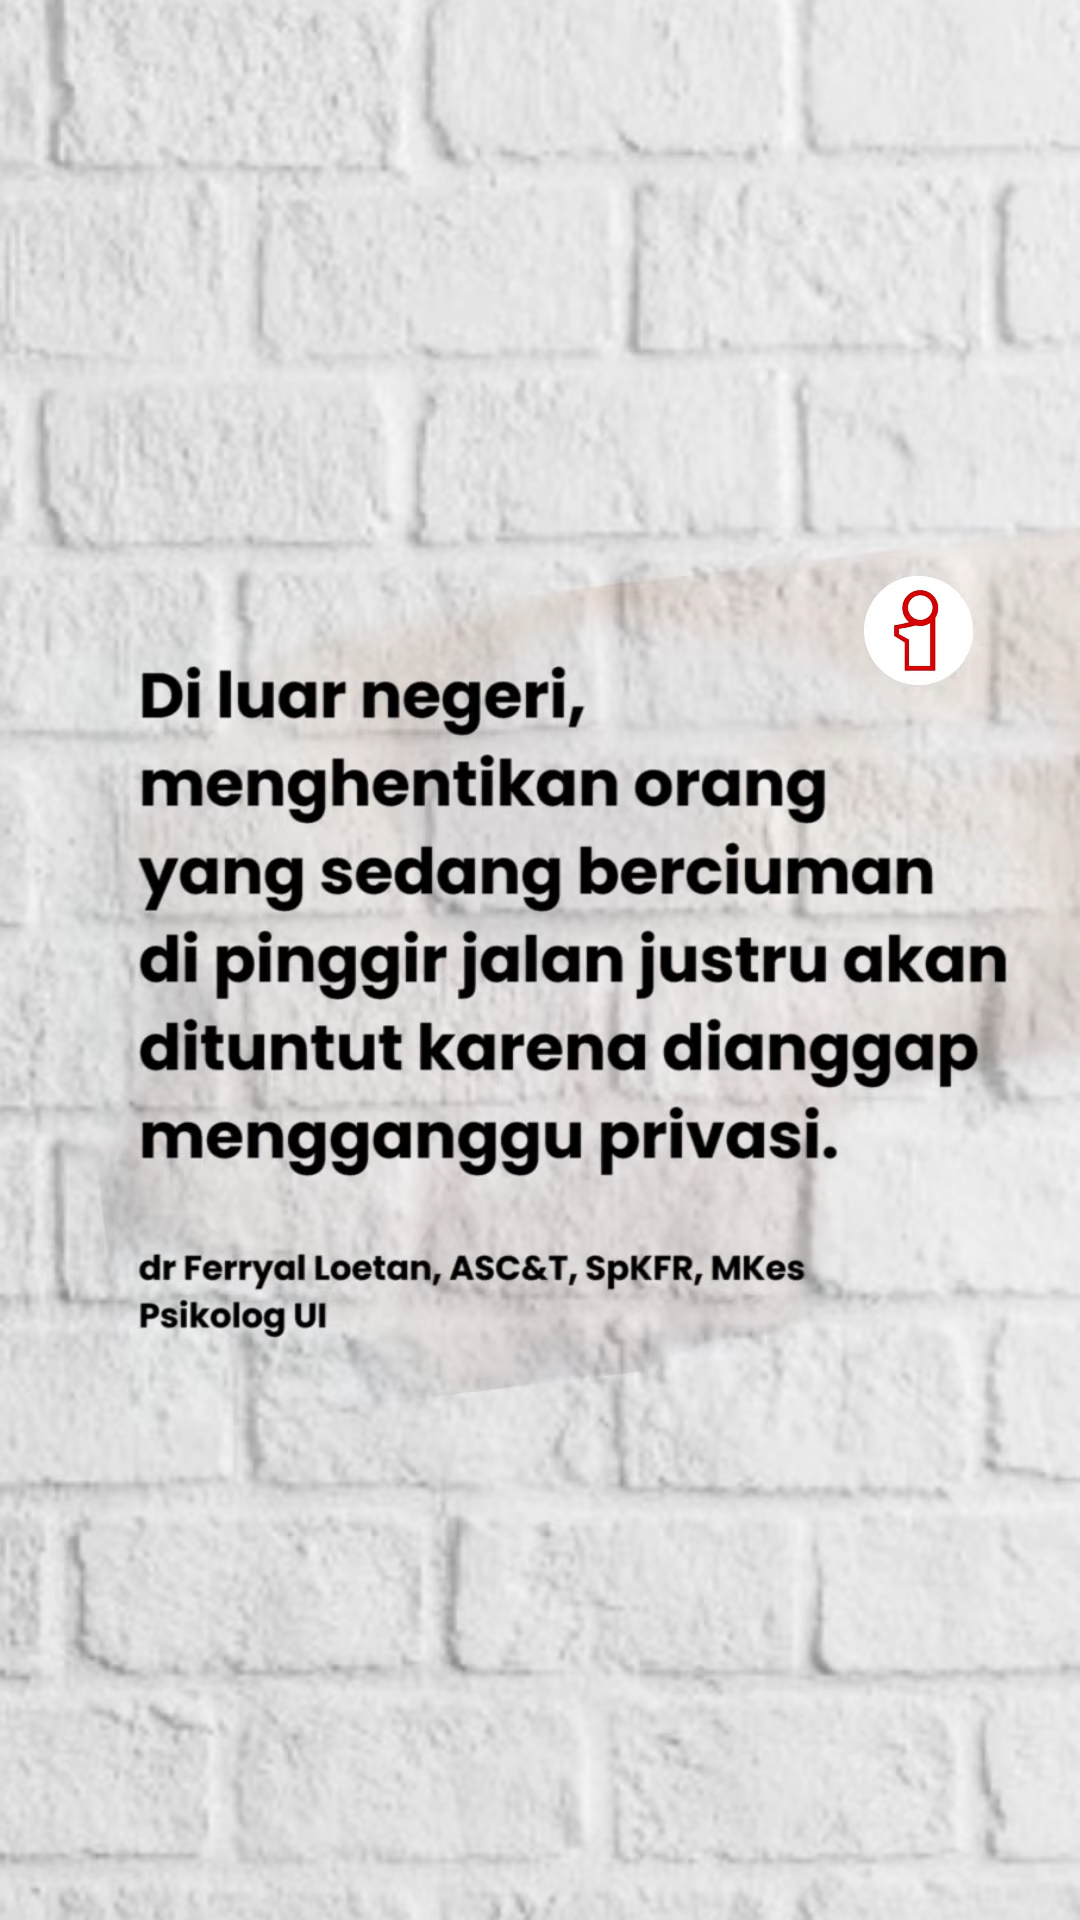 Di luar negeri,
menghentikan orang
yang sedang berciuman
di pinggir jalan justru akan
dituntut karena dianggap
mengganggu privasi.
dr Ferryal Loetan, ASC&T, SpKFR, MKes
Psikolog UI